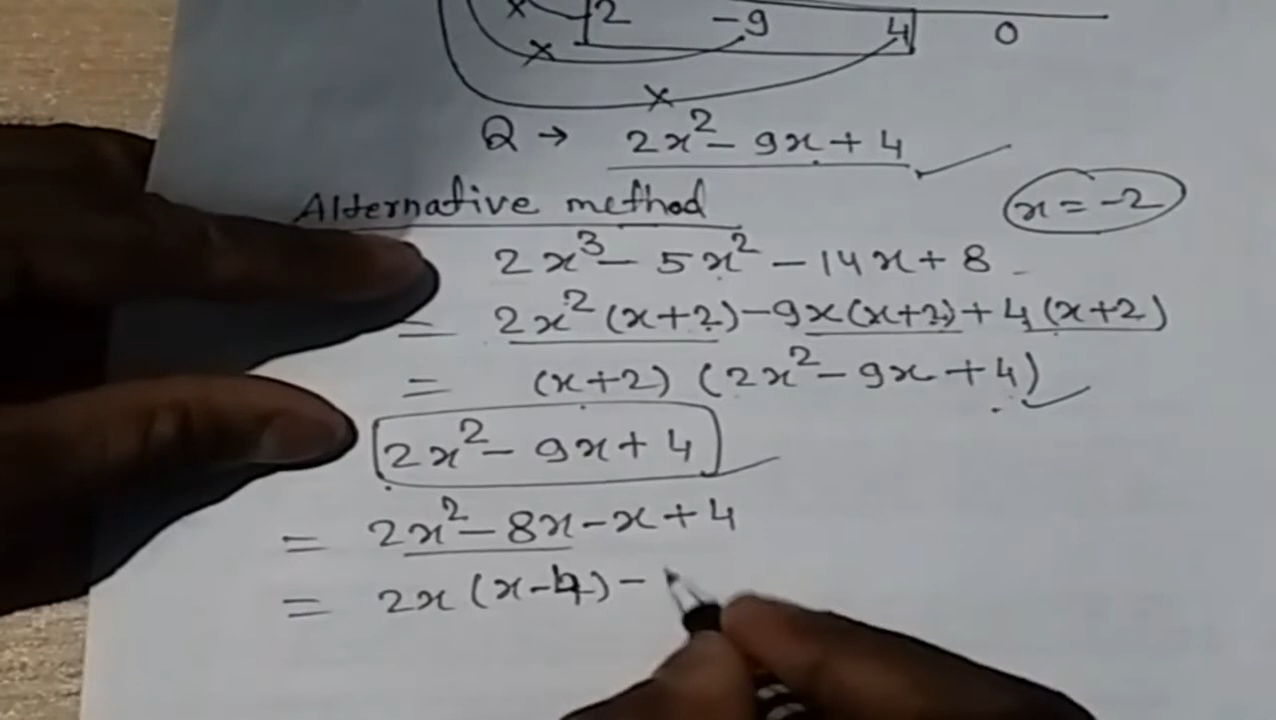 2 -9 4 0
Q → 2x² - 9x + 4
Alternative method
x = -2
2x³ - 5x² - 14x + 8
= 2x² (x+2) - 9x (x+2) + 4 (x+2)
= (x+2) (2x² - 9x + 4)
2x² - 9x + 4
= 2x² - 8x - x + 4
= 2x (x-4) -